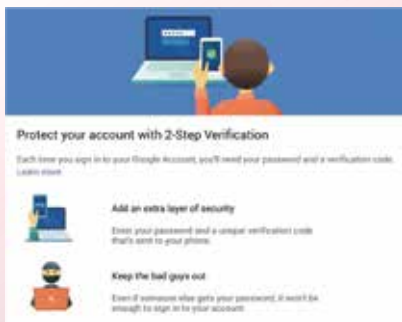 Protect your account with 2-Step Verification
Each time you sign in to your Google Account, you'll need your password and a verification code.
Learn more
Add an extra layer of security
Enter your password and a unique verification code
that's sent to your phone.
Keep the bad guys out
Even if someone else gets your password, it won't be
enough to sign in to your account.